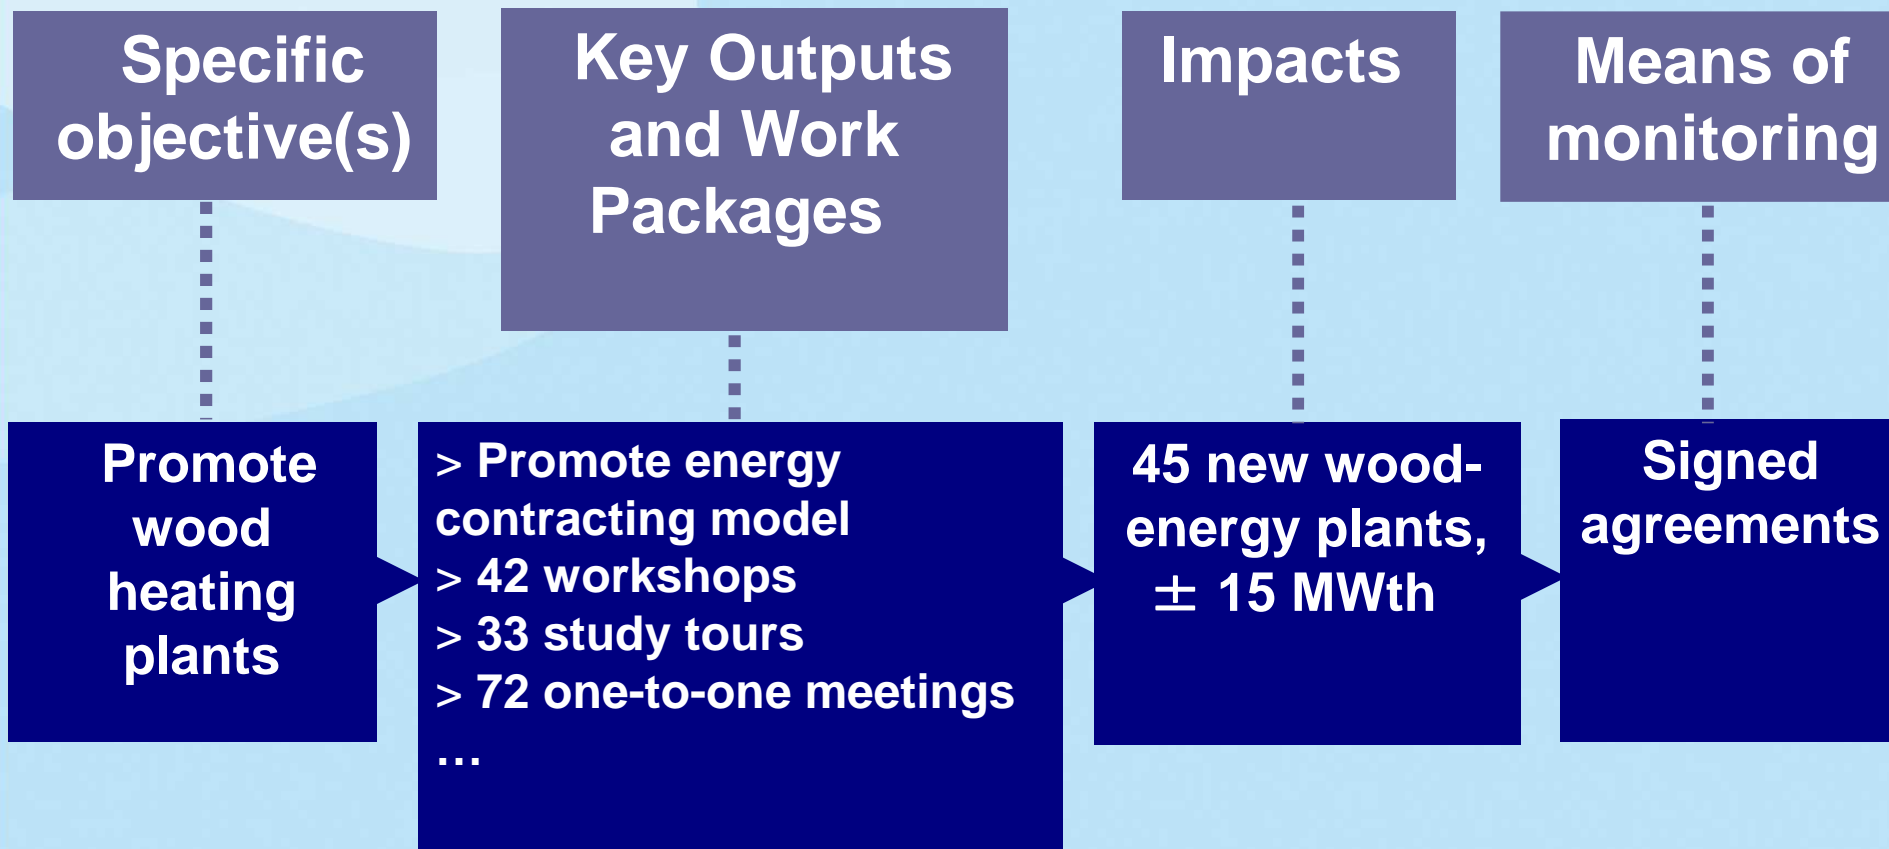 Specific
objective(s)
Key Outputs
and Work
Packages
Impacts
Means of
monitoring
Promote
wood
heating
plants
> Promote energy
contracting model
> 42 workshops
> 33 study tours
> 72 one-to-one meetings
…
45 new wood-
energy plants,
± 15 MWth
Signed
agreements